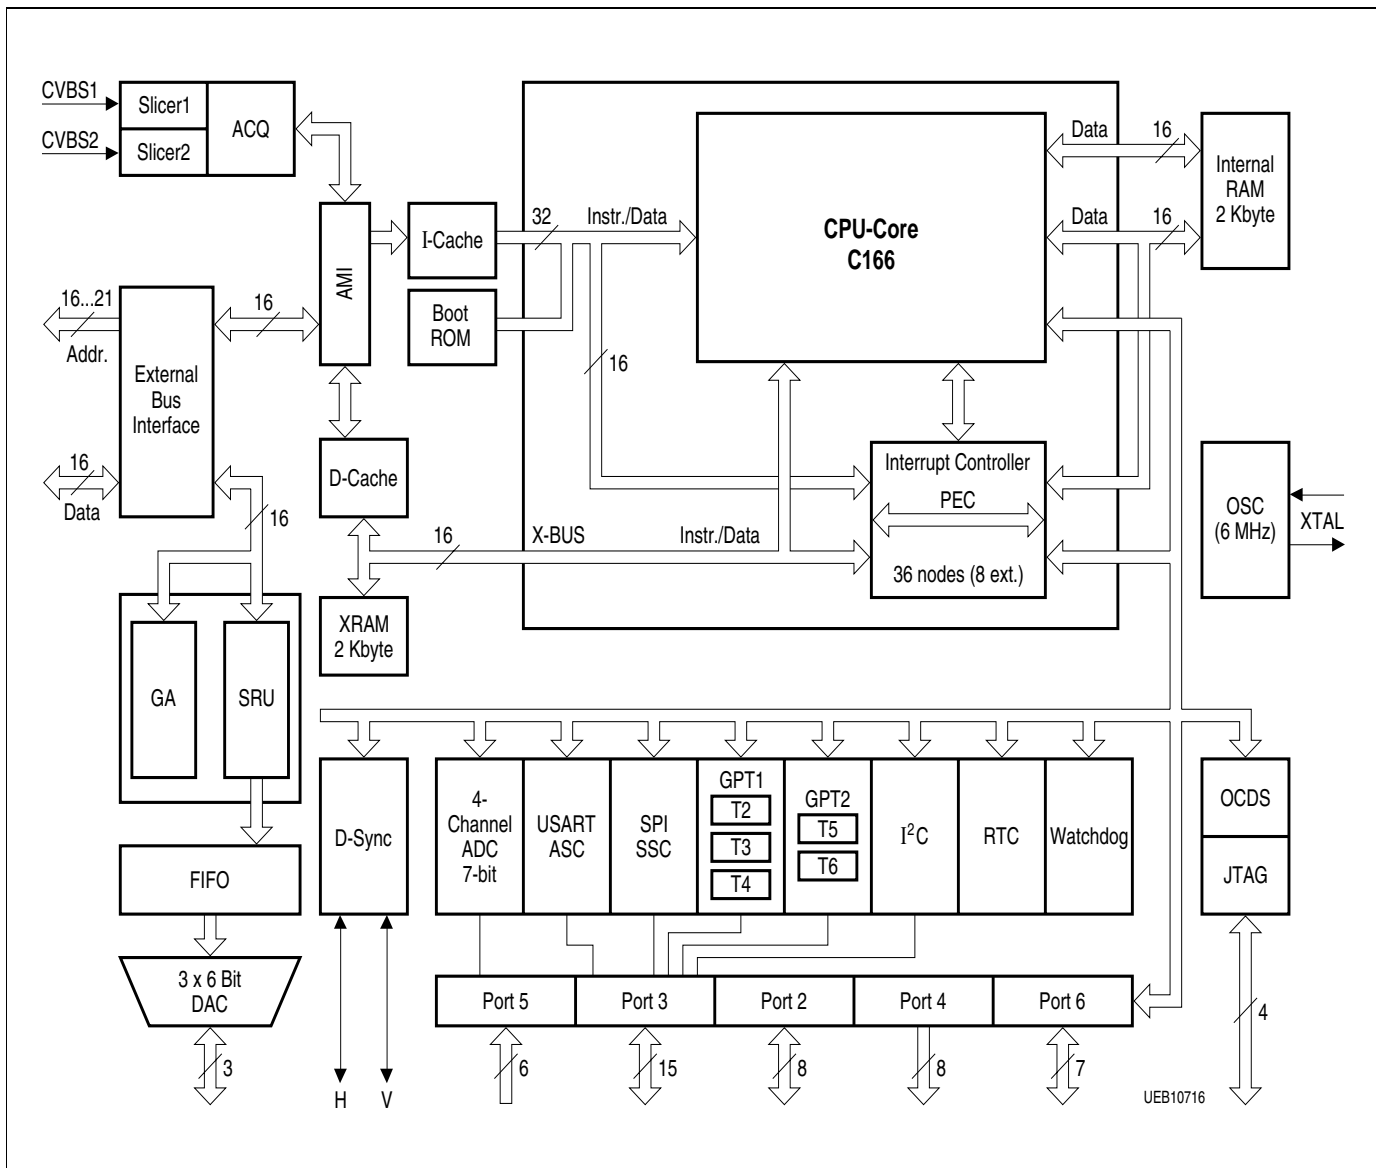 CVBS1
CVBS2
Slicer1
Slicer2
ACQ
AMI
I-Cache
Boot
ROM
32
Instr./Data
16
CPU-Core
C166
Data
16
Data
16
Internal
RAM
2 Kbyte
16...21
Addr.
External
Bus
Interface
16
16
Data
16
D-Cache
16
X-BUS
Instr./Data
Interrupt Controller
PEC
36 nodes (8 ext.)
OSC
(6 MHz)
XTAL
XRAM
2 Kbyte
GA
SRU
FIFO
3 x 6 Bit
DAC
3
D-Sync
H
V
4-
Channel
ADC
7-bit
USART
ASC
SPI
SSC
GPT1
T2
T3
T4
GPT2
T5
T6
I²C
RTC
Watchdog
OCDS
JTAG
4
Port 5
Port 3
Port 2
Port 4
Port 6
6
15
8
8
7
UEB10716